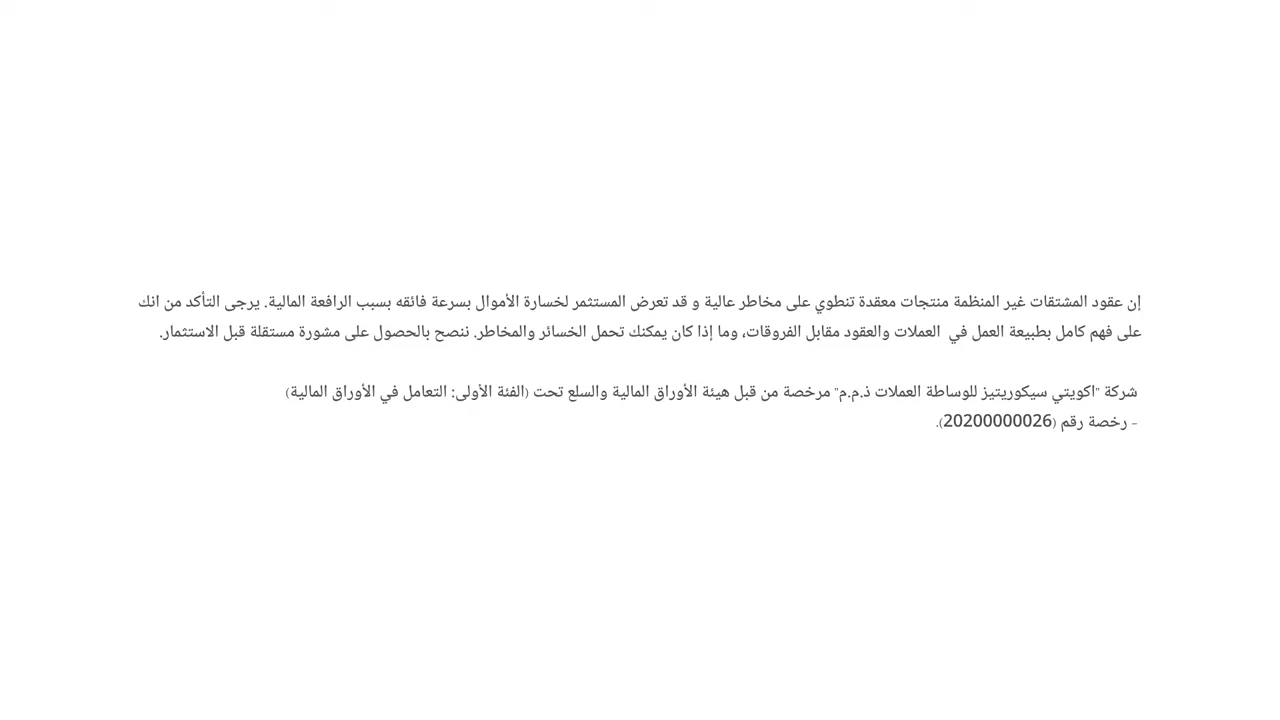 إن عقود المشتقات غير المنظمة منتجات معقدة تنطوي على مخاطر عالية و قد تعرض المستثمر لخسارة الأموال بسرعة فائقه بسبب الرافعة المالية. يرجى التأكد من انك
على فهم كامل بطبيعة العمل في العملات والعقود مقابل الفروقات، وما إذا كان يمكنك تحمل الخسائر والمخاطر. ننصح بالحصول على مشورة مستقلة قبل الاستثمار.
شركة "اكويتي سيكوريتيز للوساطة العملات ذ.م.م" مرخصة من قبل هيئة الأوراق المالية والسلع تحت (الفئة الأولى: التعامل في الأوراق المالية)
- رخصة رقم (20200000026).